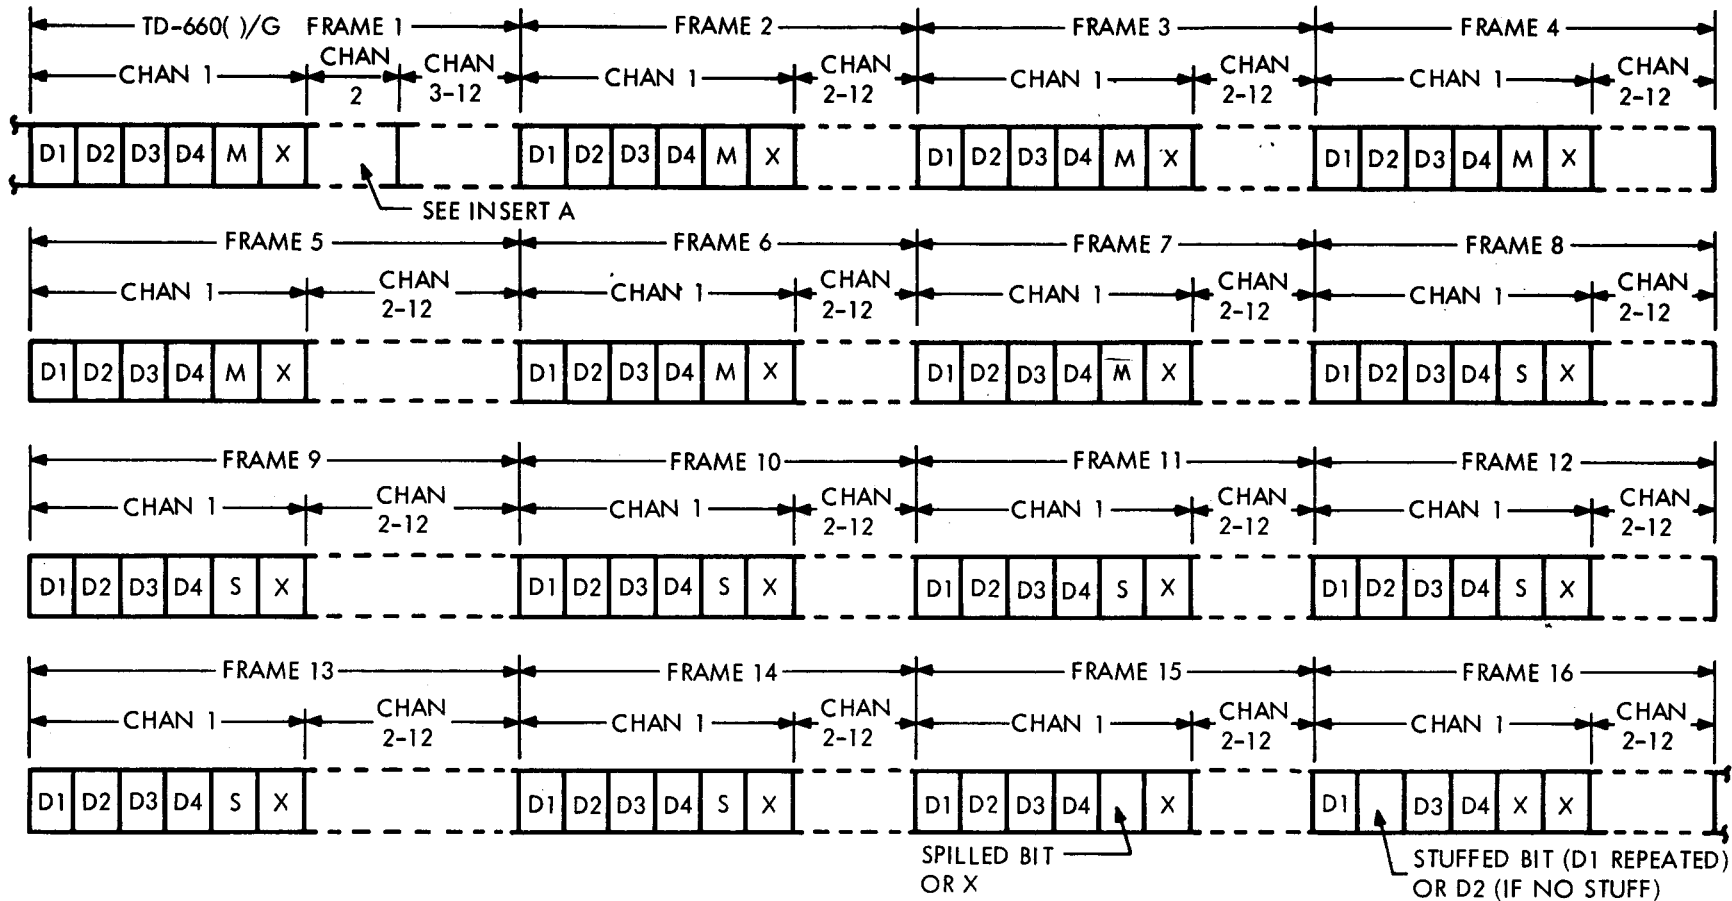 TD-660( )/G FRAME 1 FRAME 2 FRAME 3 FRAME 4
CHAN 1 CHAN 2 CHAN 3-12 CHAN 1 CHAN 2-12 CHAN 1 CHAN 2-12 CHAN 1 CHAN 2-12
D1 D2 D3 D4 M X D1 D2 D3 D4 M X D1 D2 D3 D4 M X D1 D2 D3 D4 M X
SEE INSERT A
FRAME 5 FRAME 6 FRAME 7 FRAME 8
CHAN 1 CHAN 2-12 CHAN 1 CHAN 2-12 CHAN 1 CHAN 2-12 CHAN 1 CHAN 2-12
D1 D2 D3 D4 M X D1 D2 D3 D4 M X D1 D2 D3 D4 M̅ X D1 D2 D3 D4 S X
FRAME 9 FRAME 10 FRAME 11 FRAME 12
CHAN 1 CHAN 2-12 CHAN 1 CHAN 2-12 CHAN 1 CHAN 2-12 CHAN 1 CHAN 2-12
D1 D2 D3 D4 S X D1 D2 D3 D4 S X D1 D2 D3 D4 S X D1 D2 D3 D4 S X
FRAME 13 FRAME 14 FRAME 15 FRAME 16
CHAN 1 CHAN 2-12 CHAN 1 CHAN 2-12 CHAN 1 CHAN 2-12 CHAN 1 CHAN 2-12
D1 D2 D3 D4 S X D1 D2 D3 D4 S X D1 D2 D3 D4 X D1 D3 D4 X X
SPILLED BIT
OR X
STUFFED BIT (D1 REPEATED)
OR D2 (IF NO STUFF)